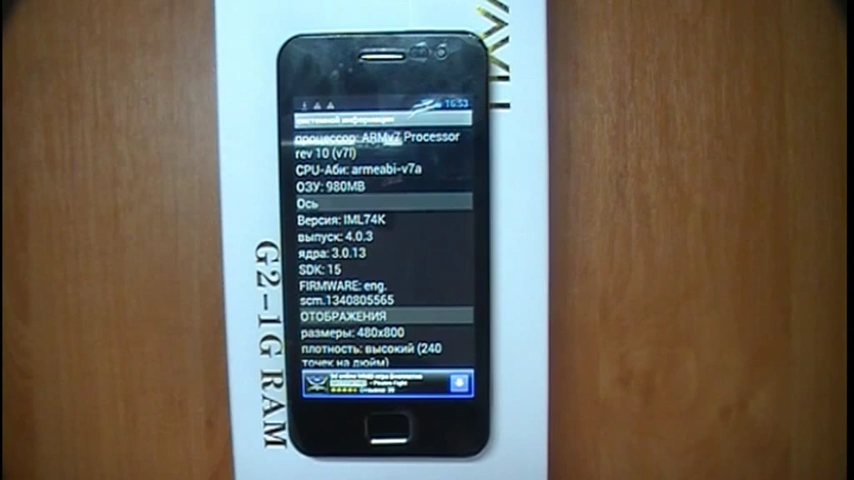 16:53
системной информации
процессор: ARMv7 Processor
rev 10 (v7l)
CPU-Аби: armeabi-v7a
ОЗУ: 980MB
Ось
Версия: IML74K
выпуск: 4.0.3
ядра: 3.0.13
SDK: 15
FIRMWARE: eng.
scm.1340805565
ОТОБРАЖЕНИЯ
размеры: 480x800
плотность: высокий (240
точек на дюйм)
G2-1G RAM